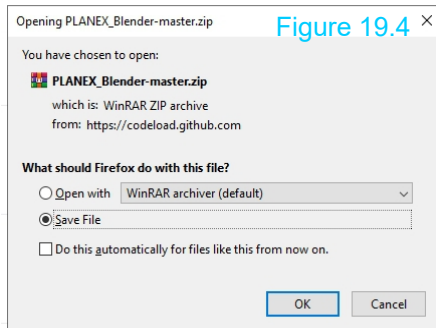 Opening PLANEX_Blender-master.zip
Figure 19.4
You have chosen to open:
PLANEX_Blender-master.zip
which is: WinRAR ZIP archive
from: https://codeload.github.com
What should Firefox do with this file?
Open with WinRAR archiver (default)
Save File
Do this automatically for files like this from now on.
OK Cancel